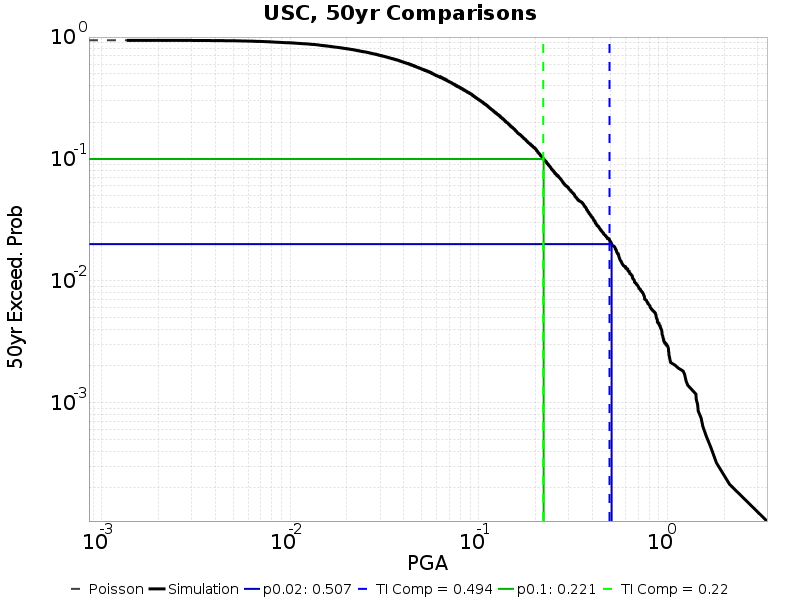 USC, 50yr Comparisons
10^0
10^-1
10^-2
10^-3
50yr Exceed. Prob
10^-3 10^-2 10^-1 10^0
PGA
Poisson Simulation p0.02: 0.507 TI Comp = 0.494 p0.1: 0.221 TI Comp = 0.22